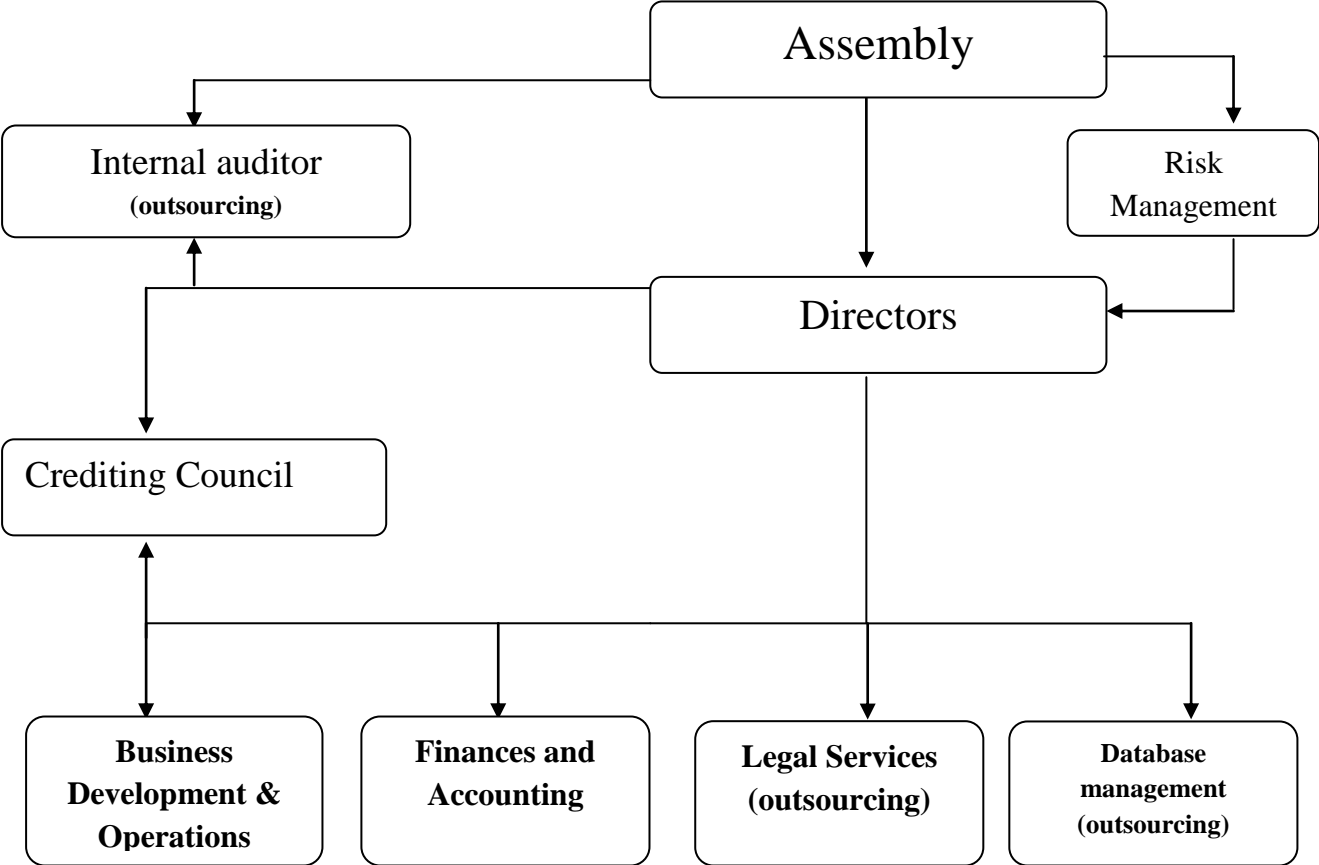 Assembly
Internal auditor
(outsourcing)
Risk
Management
Directors
Crediting Council
Business
Development &
Operations
Finances and
Accounting
Legal Services
(outsourcing)
Database
management
(outsourcing)